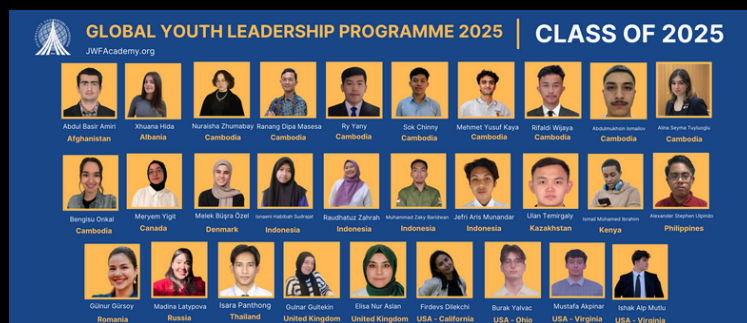 GLOBAL YOUTH LEADERSHIP PROGRAMME 2025
CLASS OF 2025
JWFAcademy.org
Abdul Basir Amiri
Afghanistan
Xhuana Hida
Albania
Nuraisha Zhumabay
Cambodia
Ranang Dipa Masesa
Cambodia
Ry Yany
Cambodia
Sok Chinny
Cambodia
Mehmet Yusuf Kaya
Cambodia
Rifaldi Wijaya
Cambodia
Abdulmukhsin Ismailov
Cambodia
Alina Seyma Tuylunglu
Cambodia
Bengisu Onkal
Cambodia
Meryem Yigit
Canada
Melek Büşra Özel
Denmark
Isnaeni Habibah Sudrajat
Indonesia
Raudhatuz Zahrah
Indonesia
Muhammad Zaky Baridwan
Indonesia
Jefri Aris Munandar
Indonesia
Ulan Temirgaly
Kazakhstan
Ismail Mohamed Ibrahim
Kenya
Alexander Stephen Ulpindo
Philippines
Gülnur Gürsoy
Romania
Madina Latypova
Russia
Isara Panthong
Thailand
Gulnar Gultekin
United Kingdom
Elisa Nur Aslan
United Kingdom
Firdevs Dilekchi
USA - California
Burak Yalvac
USA - Ohio
Mustafa Akpinar
USA - Virginia
Ishak Alp Mutlu
USA - Virginia